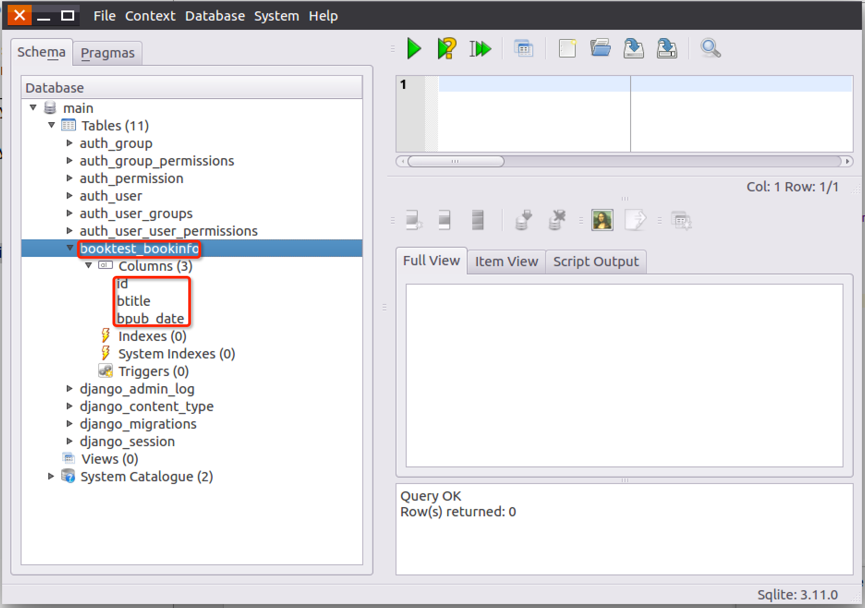 File Context Database System Help
Schema Pragmas
Database
main
Tables (11)
auth_group
auth_group_permissions
auth_permission
auth_user
auth_user_groups
auth_user_user_permissions
booktest_bookinfo
Columns (3)
id
btitle
bpub_date
Indexes (0)
System Indexes (0)
Triggers (0)
django_admin_log
django_content_type
django_migrations
django_session
Views (0)
System Catalogue (2)
1
Col: 1 Row: 1/1
Full View Item View Script Output
Query OK
Row(s) returned: 0
Sqlite: 3.11.0